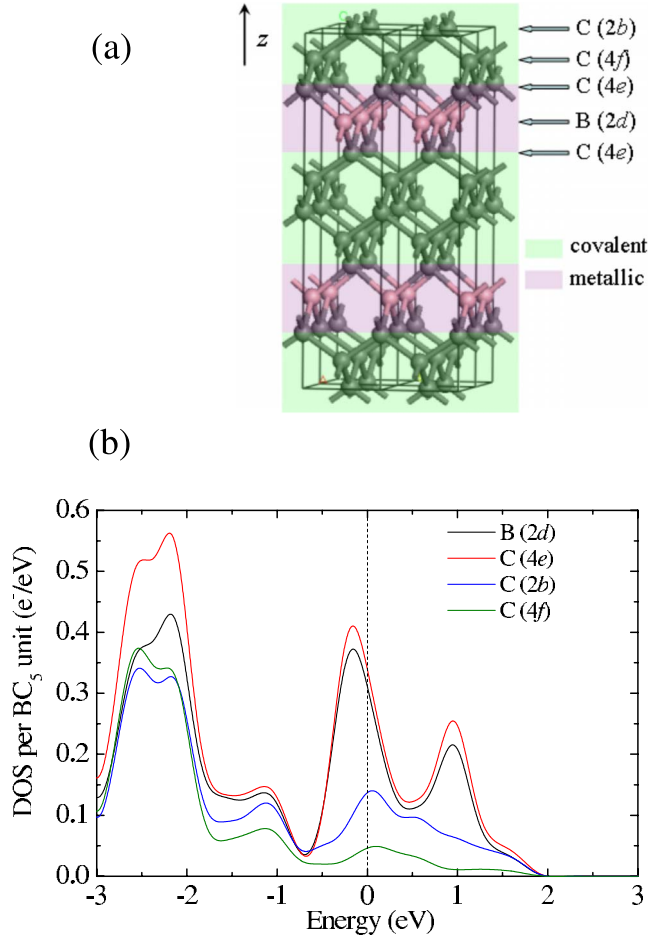 (a)
z
C (2b)
C (4f)
C (4e)
B (2d)
C (4e)
covalent
metallic
(b)
DOS per BC5 unit (e-/eV)
0.6
0.5
0.4
0.3
0.2
0.1
0.0
B (2d)
C (4e)
C (2b)
C (4f)
-3 -2 -1 0 1 2 3
Energy (eV)